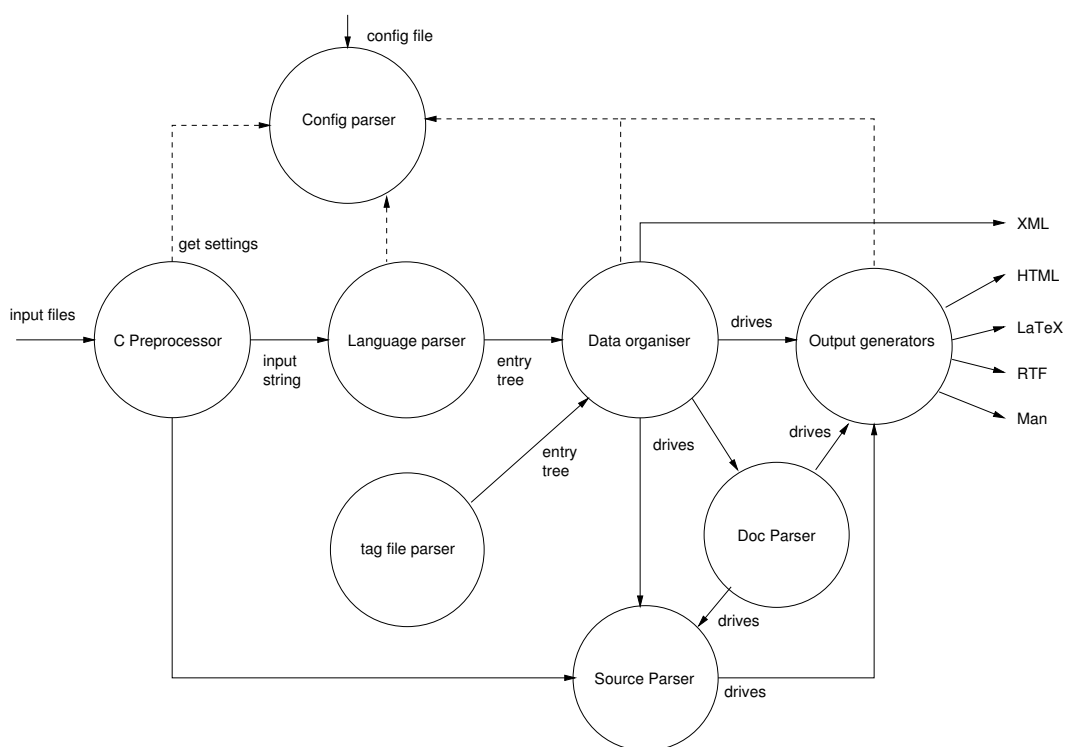 config file
Config parser
get settings
XML
HTML
input files
C Preprocessor
input
string
Language parser
entry
tree
Data organiser
drives
Output generators
LaTeX
RTF
Man
entry
tree
drives
drives
tag file parser
Doc Parser
drives
Source Parser
drives